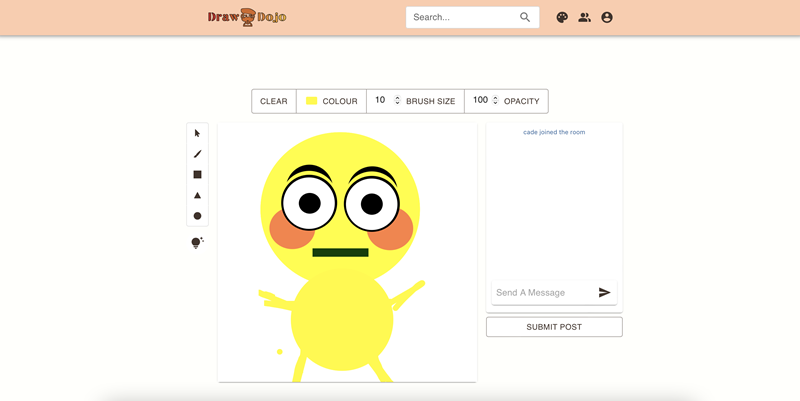 Draw Dojo
Search...
CLEAR
COLOUR
10 BRUSH SIZE
100 OPACITY
cade joined the room
Send A Message
SUBMIT POST